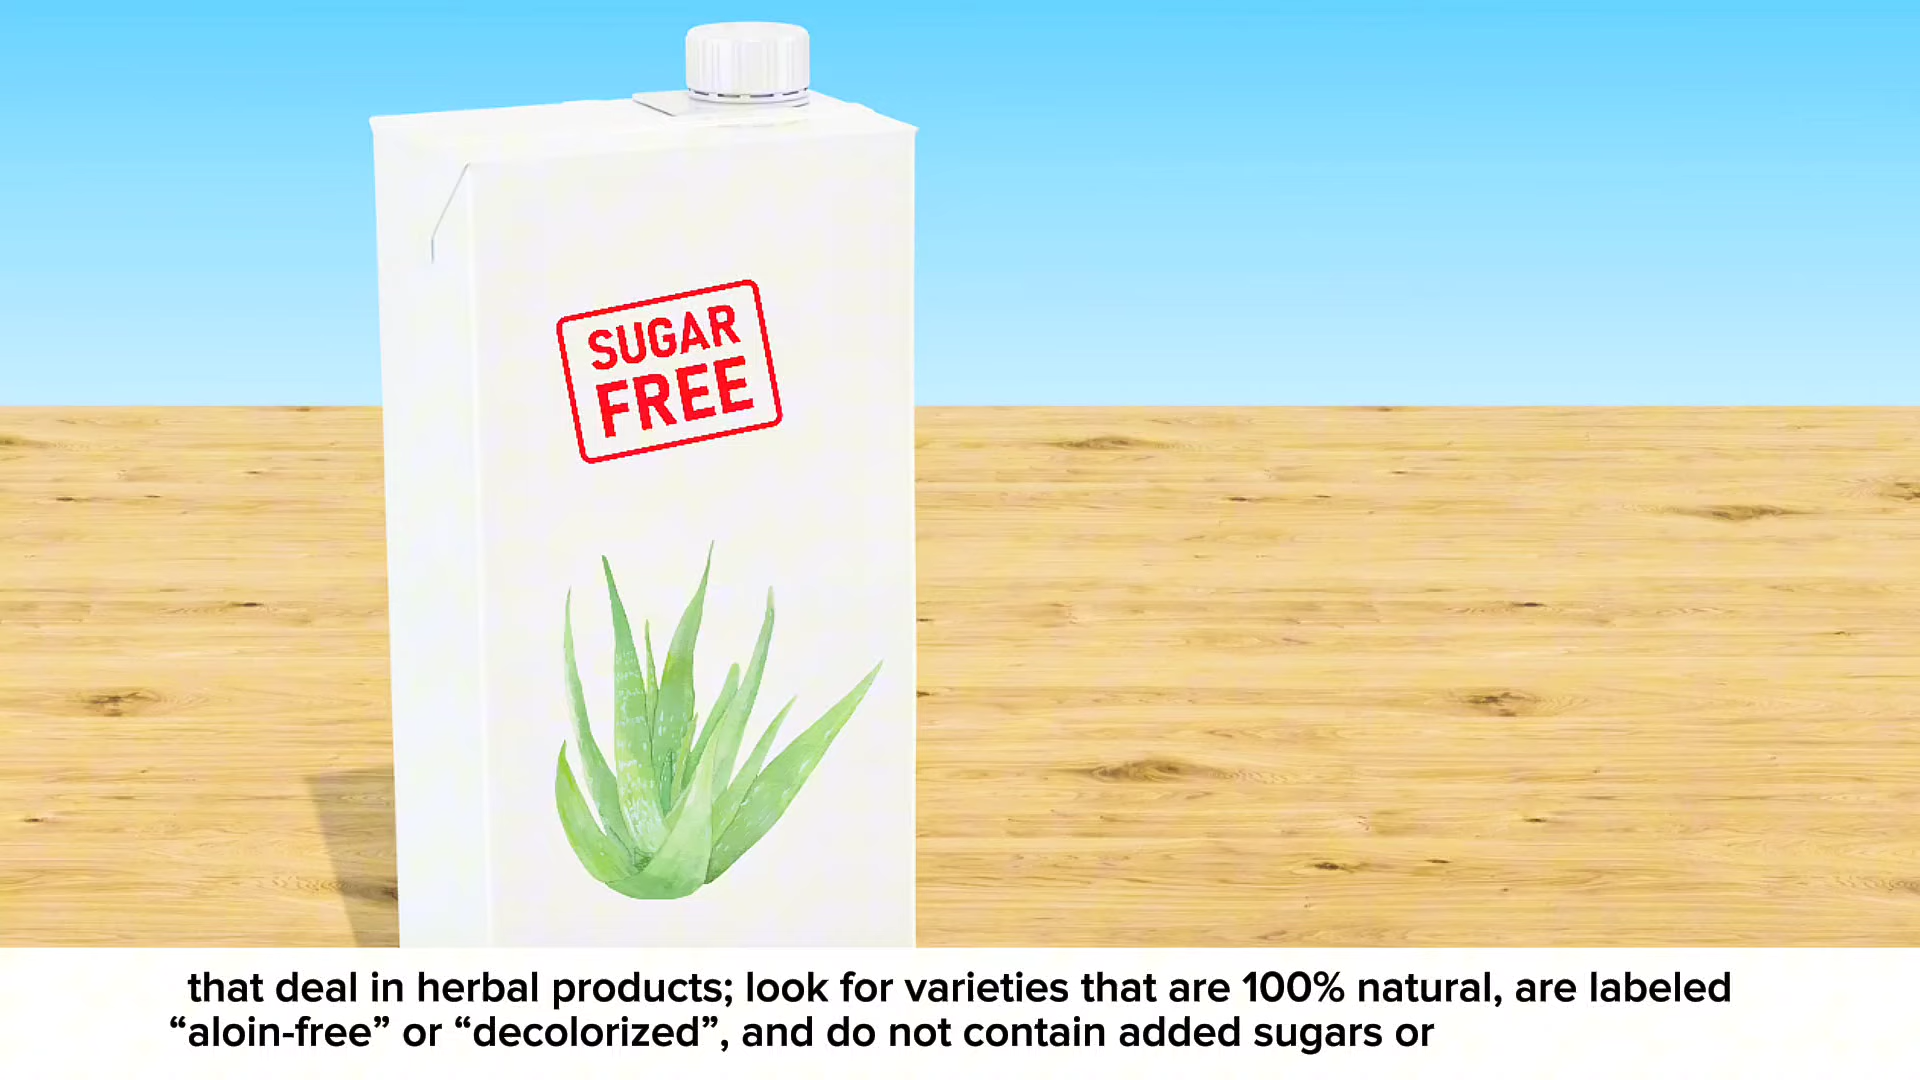 SUGAR
FREE
that deal in herbal products; look for varieties that are 100% natural, are labeled
“aloin-free” or “decolorized”, and do not contain added sugars or